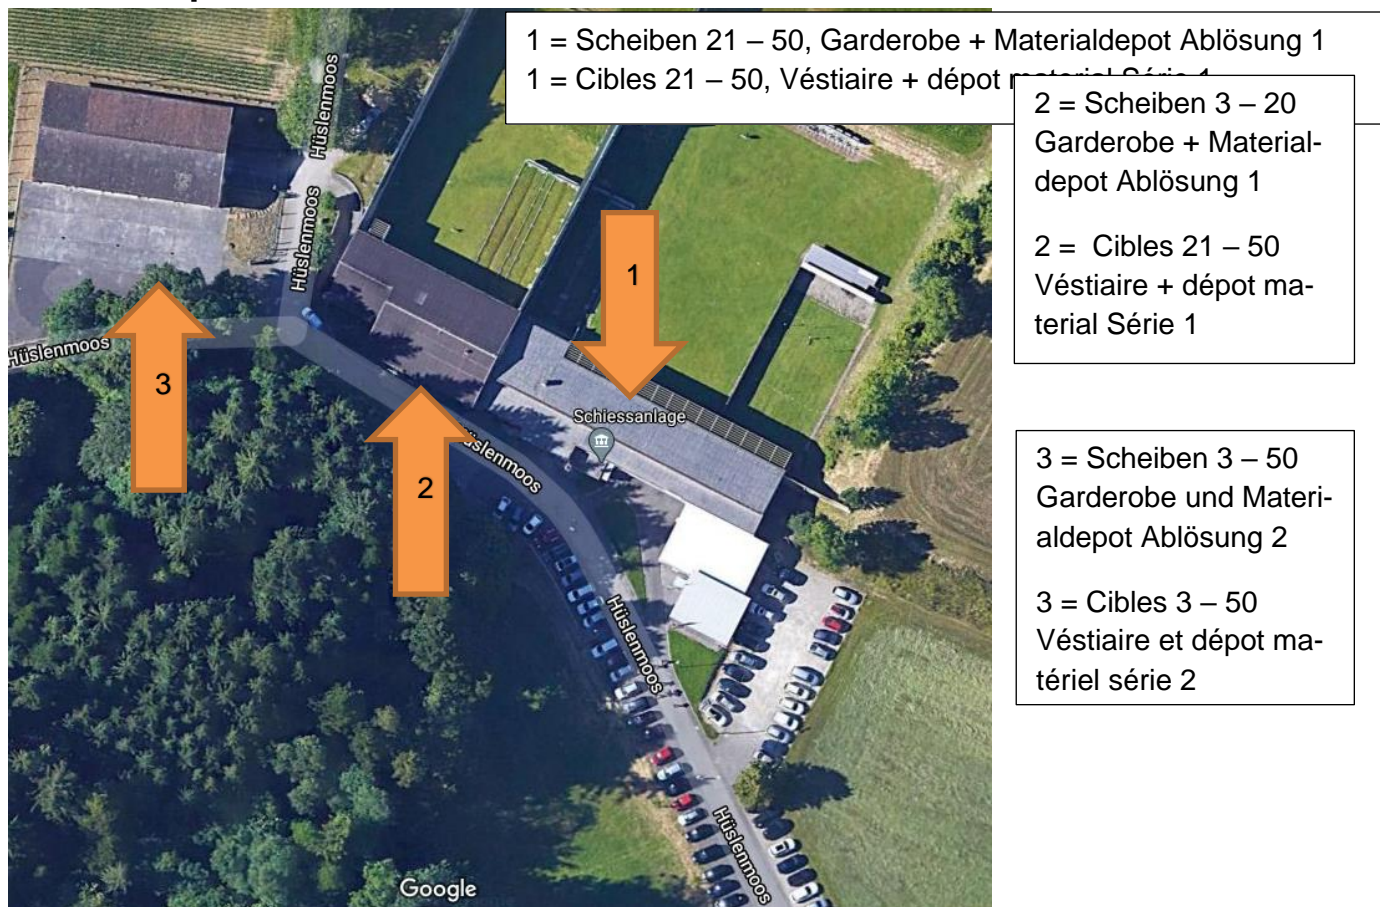 1 = Scheiben 21 – 50, Garderobe + Materialdepot Ablösung 1
1 = Cibles 21 – 50, Véstiaire + dépot material Série 1
2 = Scheiben 3 – 20
Garderobe + Material-
depot Ablösung 1
2 =  Cibles 21 – 50
Véstiaire + dépot ma-
terial Série 1
3 = Scheiben 3 – 50
Garderobe und Materi-
aldepot Ablösung 2
3 = Cibles 3 – 50
Véstiaire et dépot ma-
tériel série 2
Hüslenmoos
Hüslenmoos
Hüslenmoos
1
3
2
Schiessanlage
Hüslenmoos
Hüslenmoos
Hüslenmoos
Google